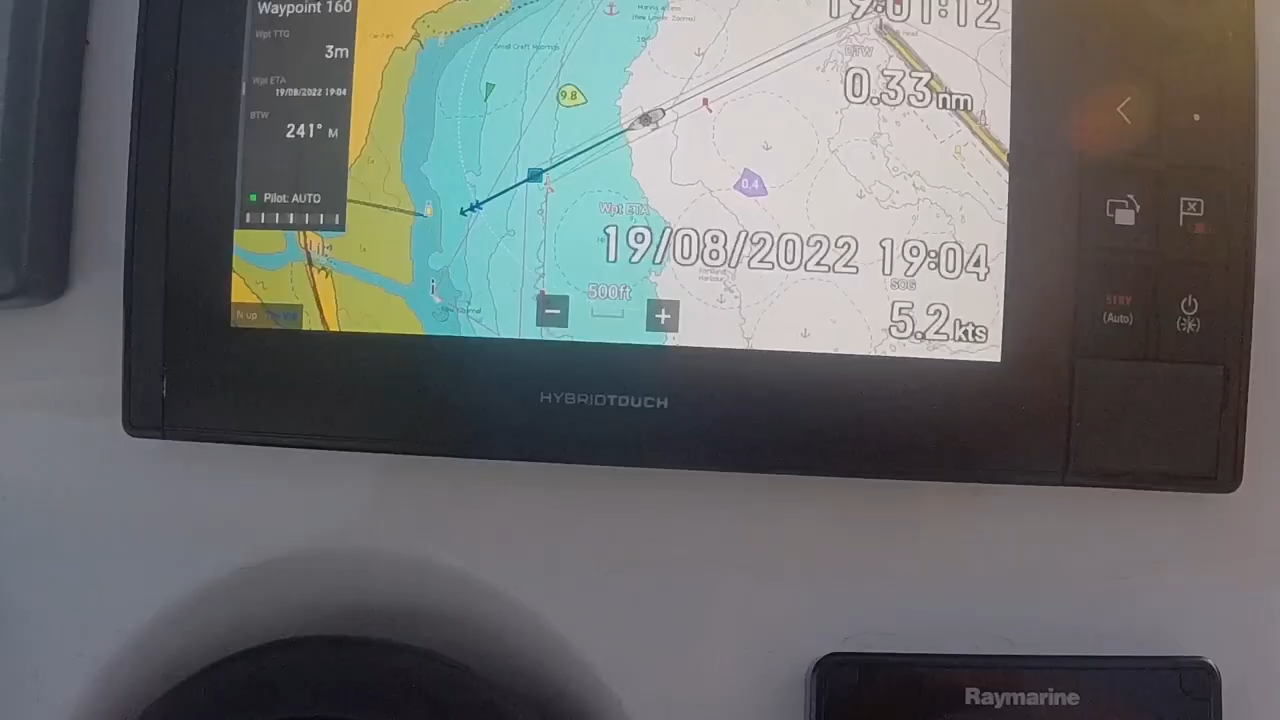 Waypoint 160
Wpt TTG
3m
Wpt ETA
19/08/2022 19:04
BTW
241° M
Pilot: AUTO
19:01:12
DTW
0.33nm
Small Craft Moorings
9.8
0.4
Wpt ETA
19/08/2022 19:04
SOG
5.2 kts
500ft
− +
N up
HYBRIDTOUCH
STBY
(Auto)
Raymarine